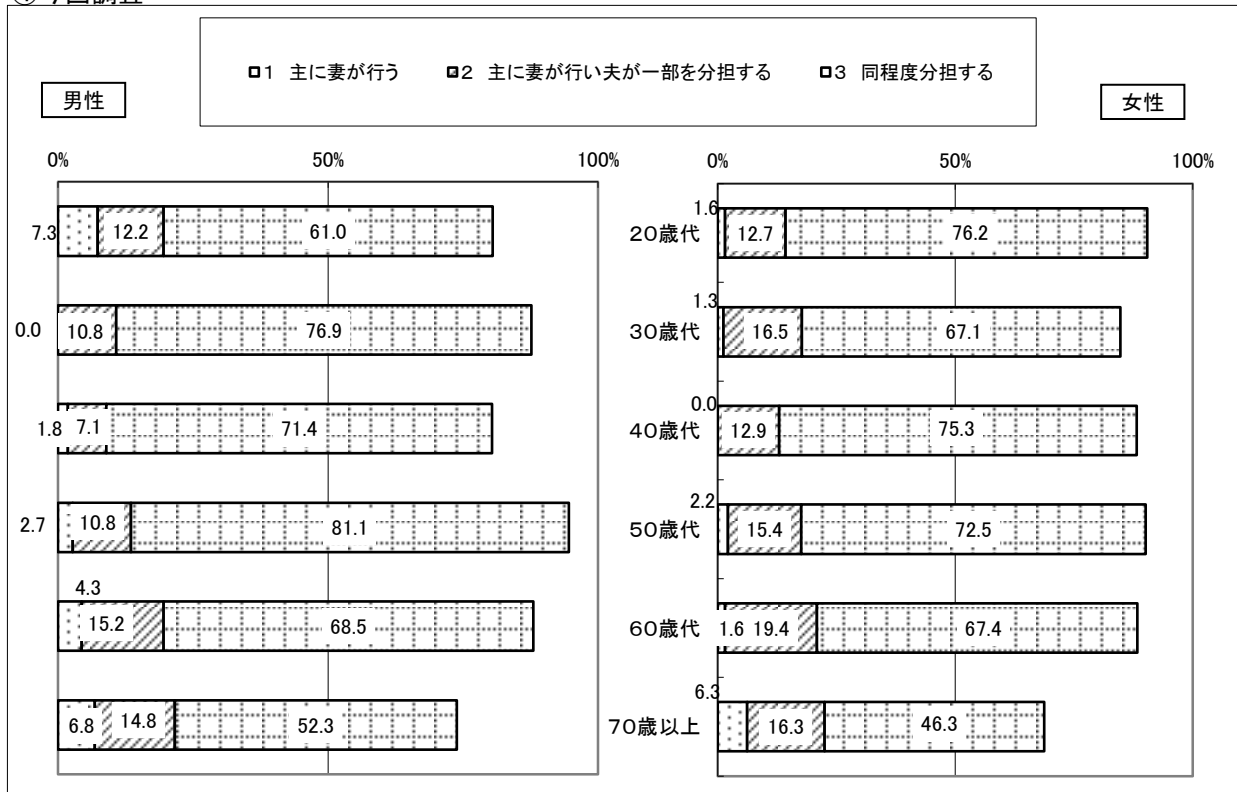 ■1 主に妻が行う ■2 主に妻が行い夫が一部を分担する ■3 同程度分担する
男性 女性
0% 50% 100% 0% 50% 100%
7.3 12.2 61.0 20歳代 1.6 12.7 76.2
0.0 10.8 76.9 30歳代 1.3 16.5 67.1
1.8 7.1 71.4 40歳代 0.0 12.9 75.3
2.7 10.8 81.1 50歳代 2.2 15.4 72.5
4.3 15.2 68.5 60歳代 1.6 19.4 67.4
6.8 14.8 52.3 70歳以上 6.3 16.3 46.3